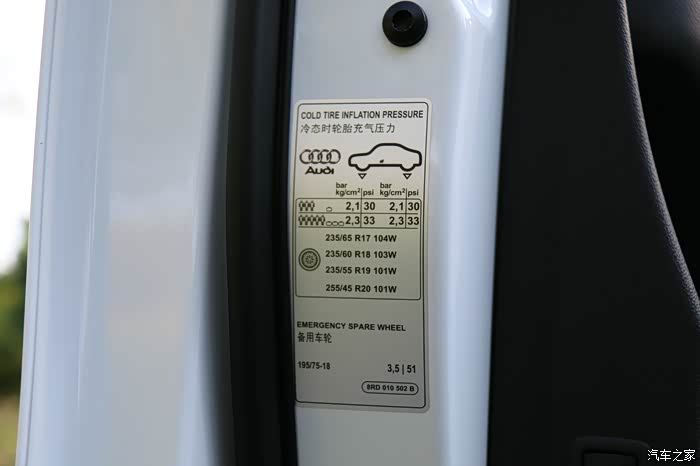 COLD TIRE INFLATION PRESSURE
冷态时轮胎充气压力
Audi
bar bar
kg/cm² psi kg/cm² psi
2,1 30 2,1 30
2,3 33 2,3 33
235/65 R17 104W
235/60 R18 103W
235/55 R19 101W
255/45 R20 101W
EMERGENCY SPARE WHEEL
备用车轮
195/75-18 3,5 | 51
8RD 010 502 B
汽车之家